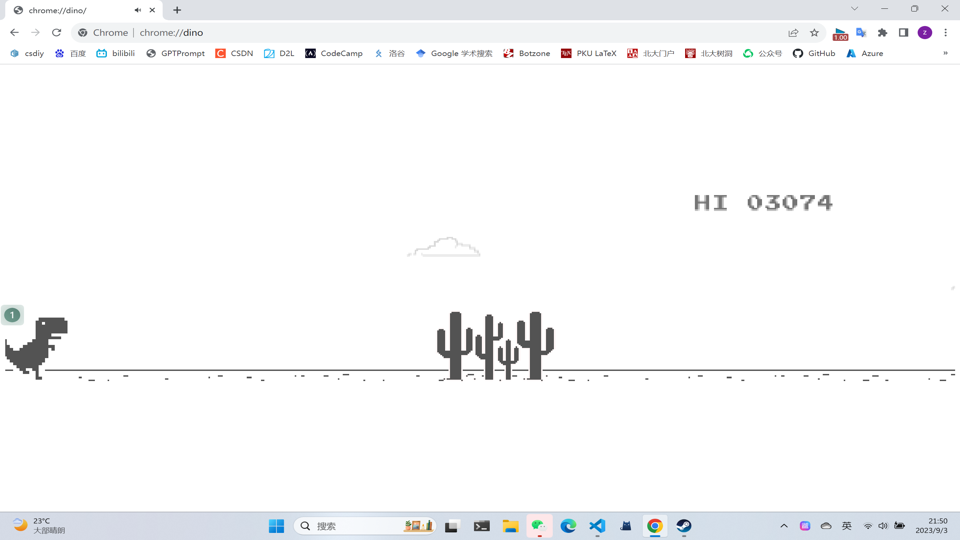 chrome://dino/
Chrome | chrome://dino
1.00
z
csdiy 百度 bilibili GPTPrompt CSDN D2L CodeCamp 洛谷 Google 学术搜索 Botzone PKU LaTeX 北大门户 北大树洞 公众号 GitHub Azure »
HI 03074
1
23°C
大部晴朗
搜索
英
21:50
2023/9/3